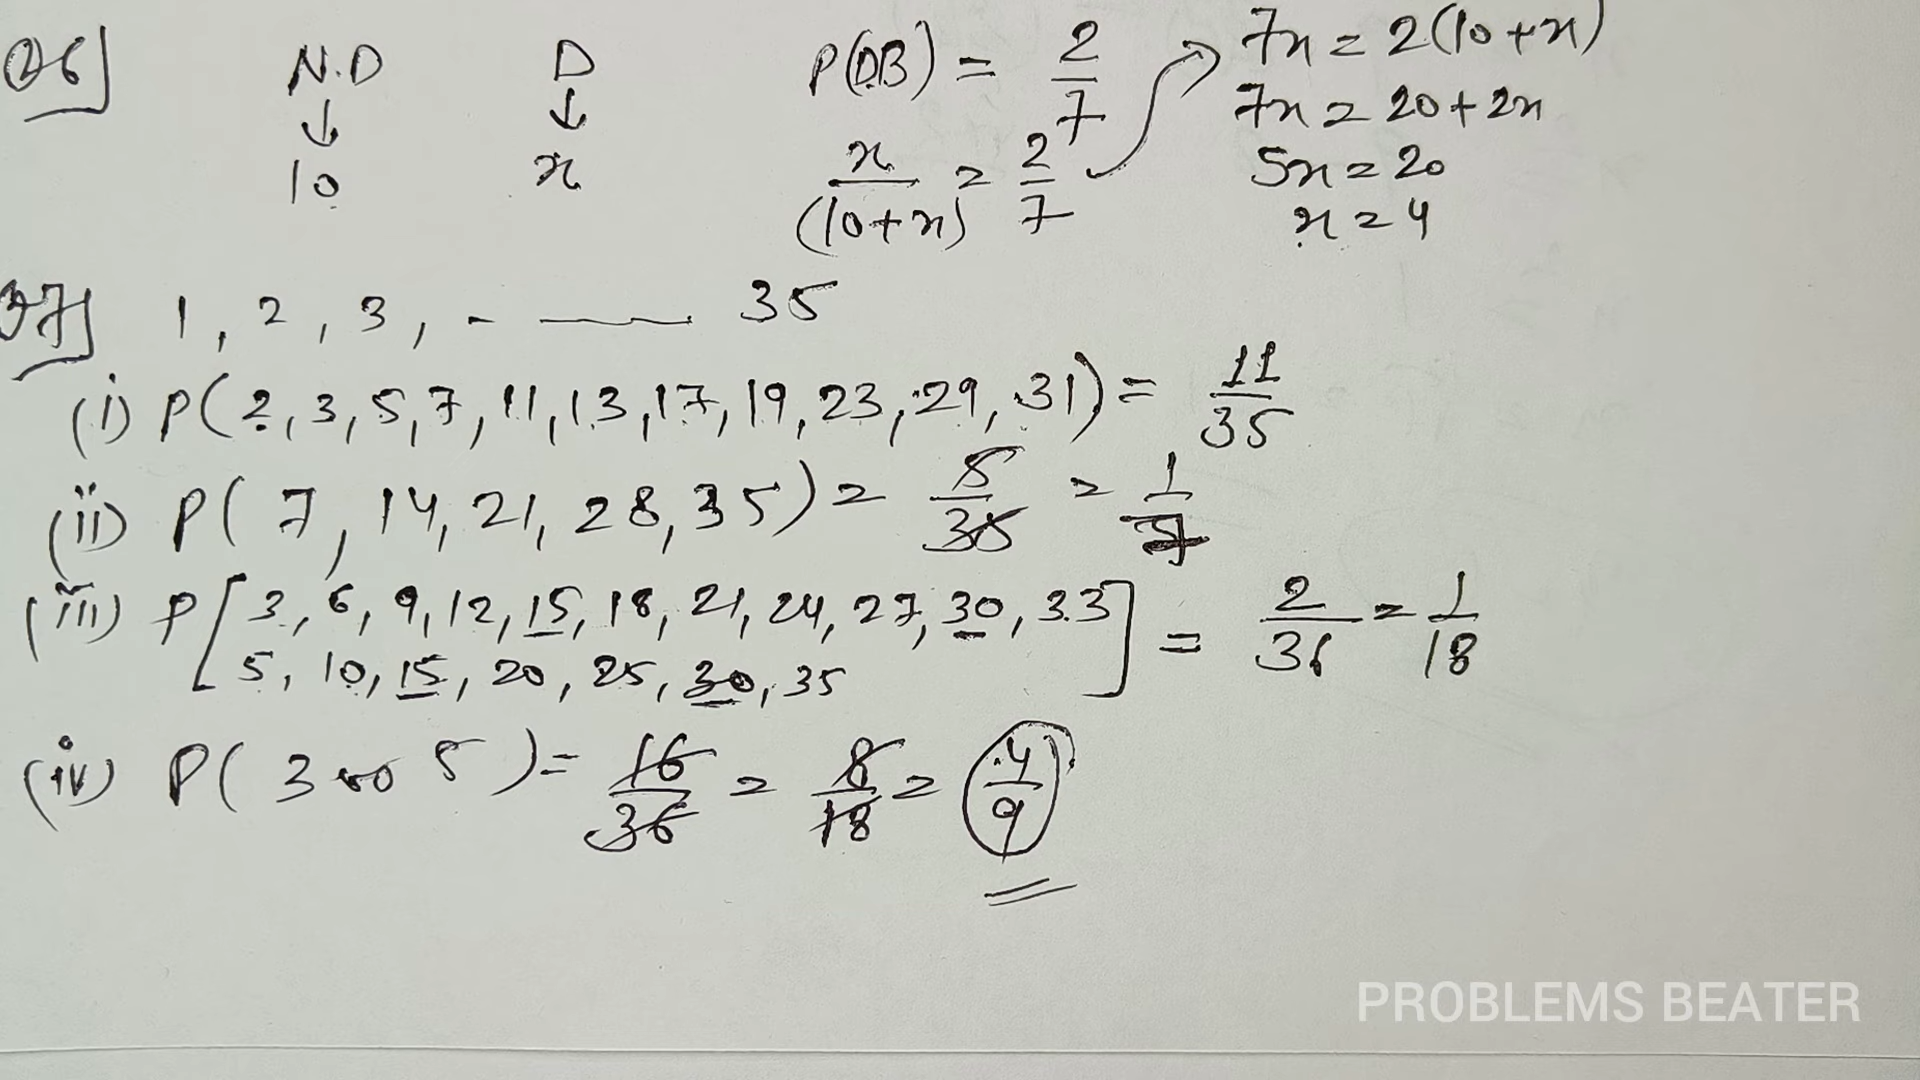 Q6] N.D D P(DB) = 2/7 7x = 2(10+x)
↓ ↓ 7x = 20+2x
10 x x/(10+x) = 2/7 5x = 20
x = 4
37] 1, 2, 3, - —— 35
(i) P(2, 3, 5, 7, 11, 13, 17, 19, 23, 29, 31) = 11/35
(ii) P(7, 14, 21, 28, 35) = 5/35 = 1/7
(iii) P[3, 6, 9, 12, 15, 18, 21, 24, 27, 30, 33
5, 10, 15, 20, 25, 30, 35] = 2/36 = 1/18
(iv) P(3 or 5) = 16/36 = 8/18 = 4/9
PROBLEMS BEATER